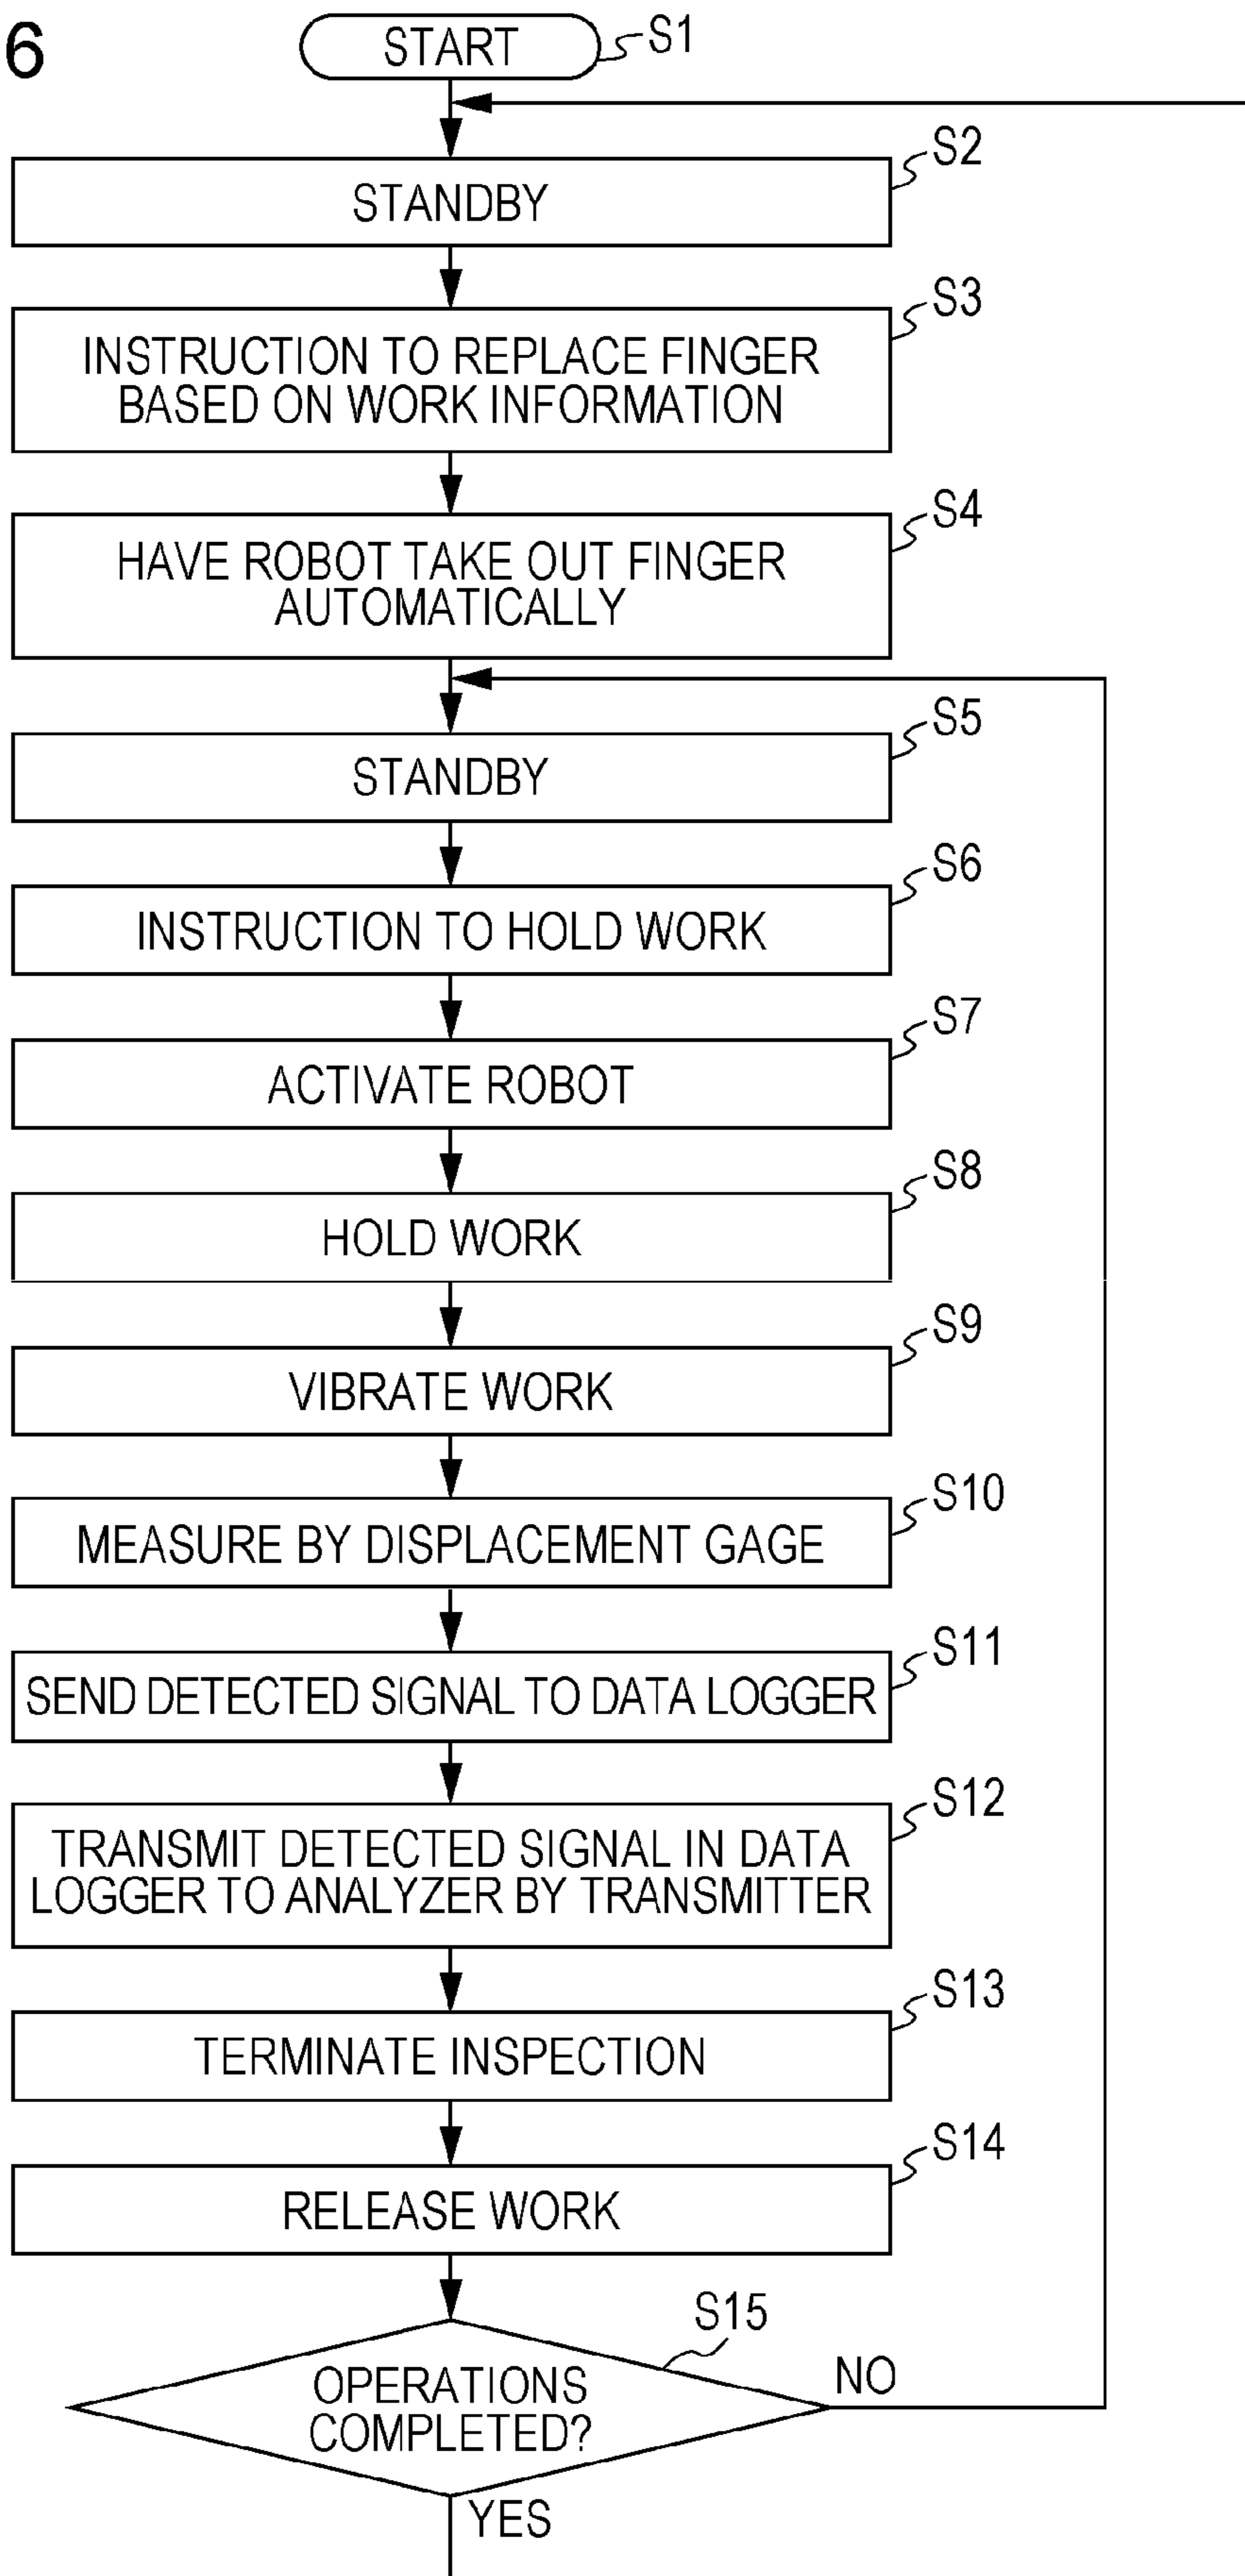 6
START
S1
S2
STANDBY
S3
INSTRUCTION TO REPLACE FINGER
BASED ON WORK INFORMATION
S4
HAVE ROBOT TAKE OUT FINGER
AUTOMATICALLY
S5
STANDBY
S6
INSTRUCTION TO HOLD WORK
S7
ACTIVATE ROBOT
S8
HOLD WORK
S9
VIBRATE WORK
S10
MEASURE BY DISPLACEMENT GAGE
S11
SEND DETECTED SIGNAL TO DATA LOGGER
S12
TRANSMIT DETECTED SIGNAL IN DATA
LOGGER TO ANALYZER BY TRANSMITTER
S13
TERMINATE INSPECTION
S14
RELEASE WORK
S15
OPERATIONS
COMPLETED?
NO
YES